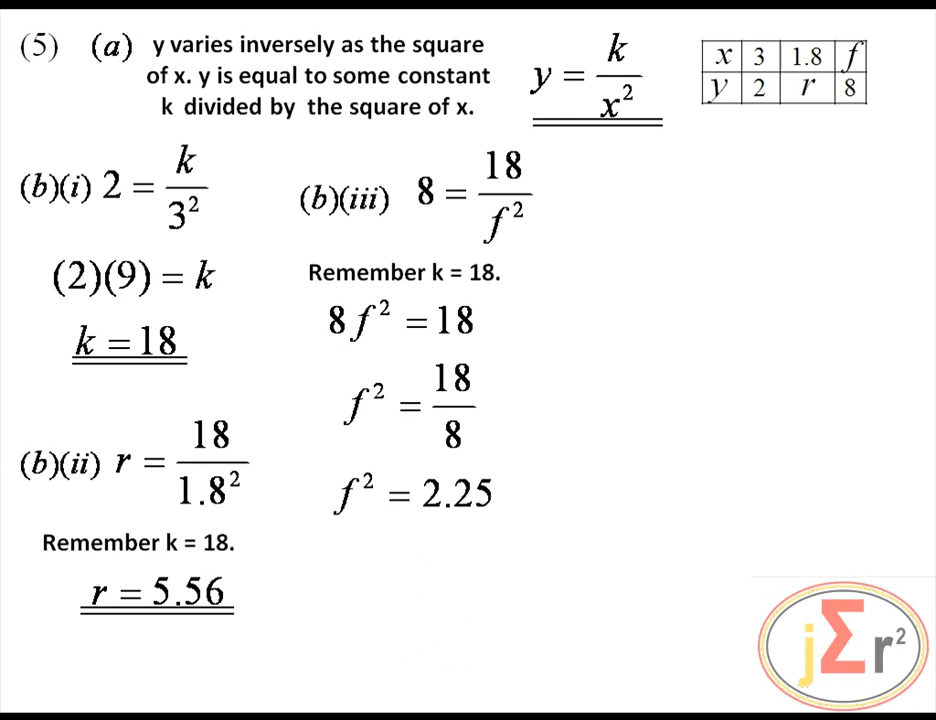 (5) (a) y varies inversely as the square
of x. y is equal to some constant
k divided by the square of x.
y = k/x²
x 3 1.8 f
y 2 r 8
(b)(i) 2 = k/3²
(2)(9) = k
k = 18
(b)(ii) r = 18/1.8²
Remember k = 18.
r = 5.56
(b)(iii) 8 = 18/f²
Remember k = 18.
8f² = 18
f² = 18/8
f² = 2.25
jΣr²